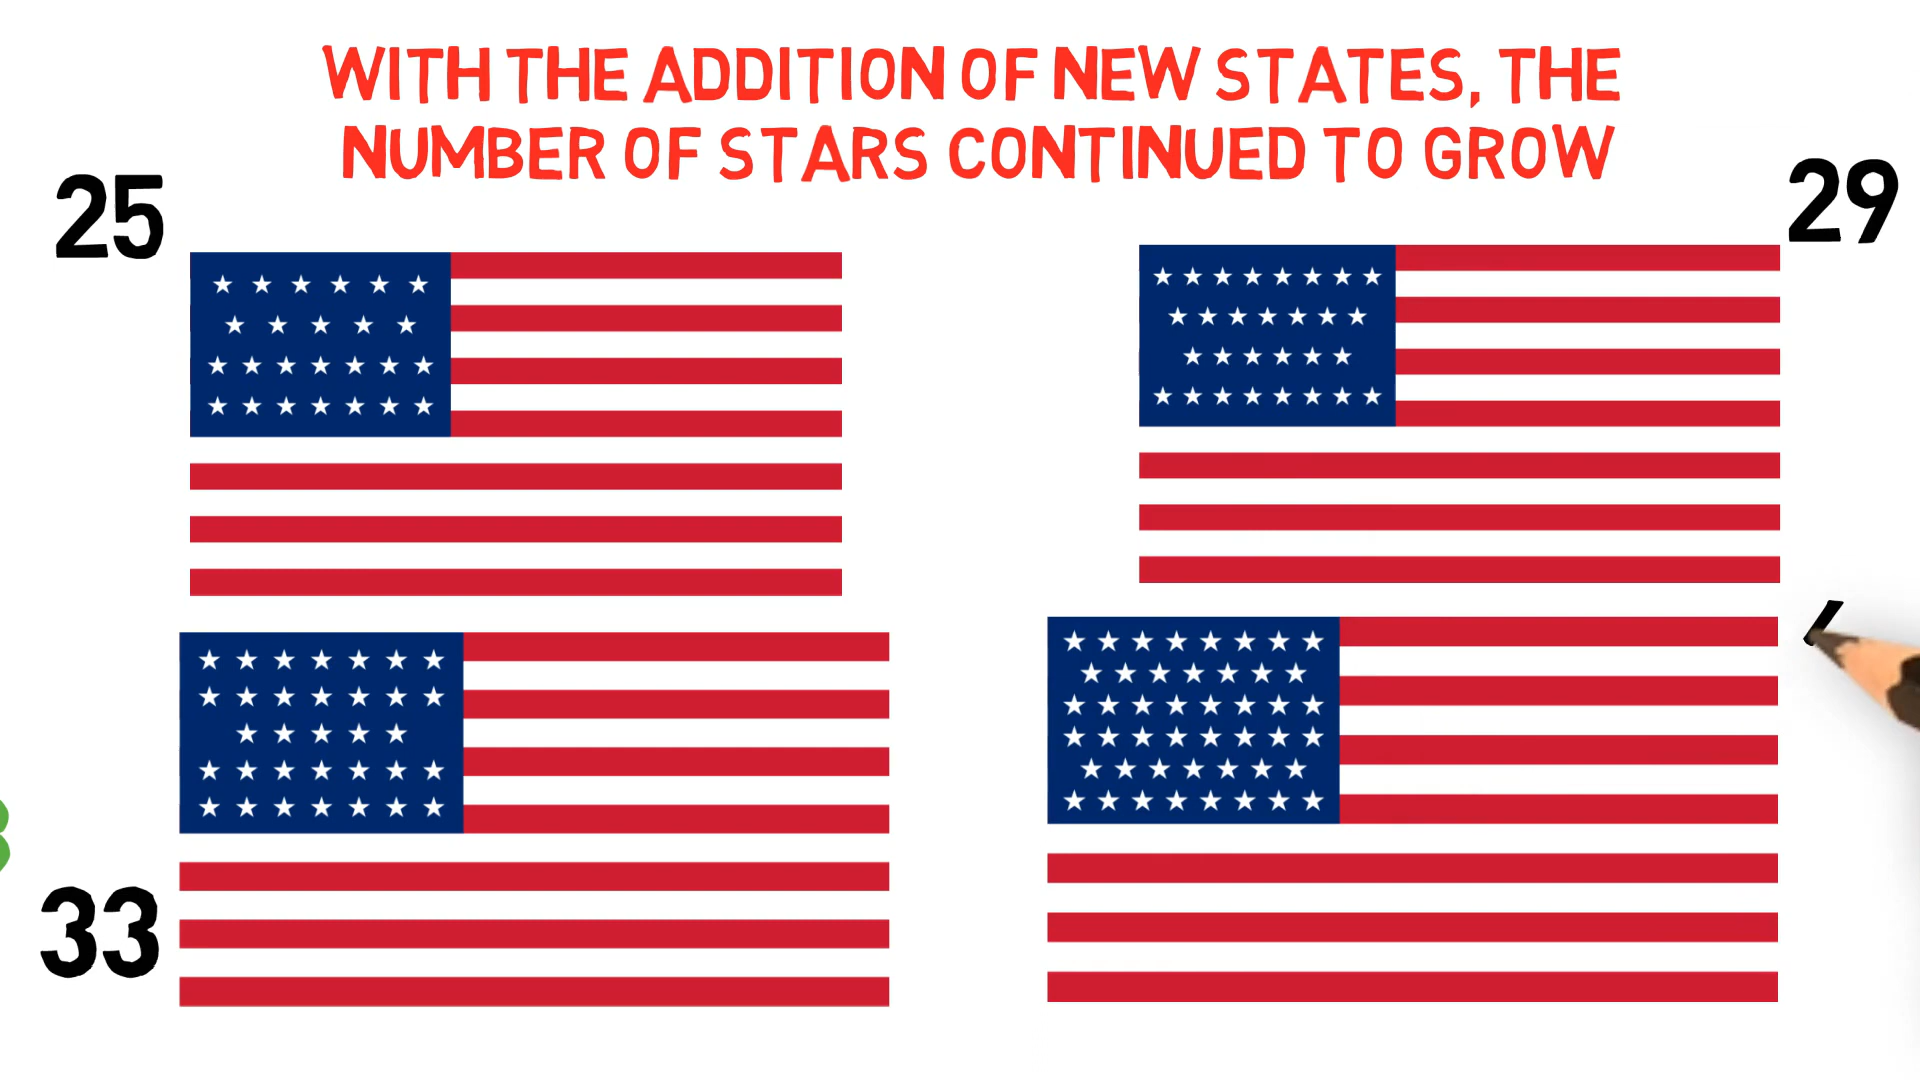 WITH THE ADDITION OF NEW STATES, THE
NUMBER OF STARS CONTINUED TO GROW
25
29
33